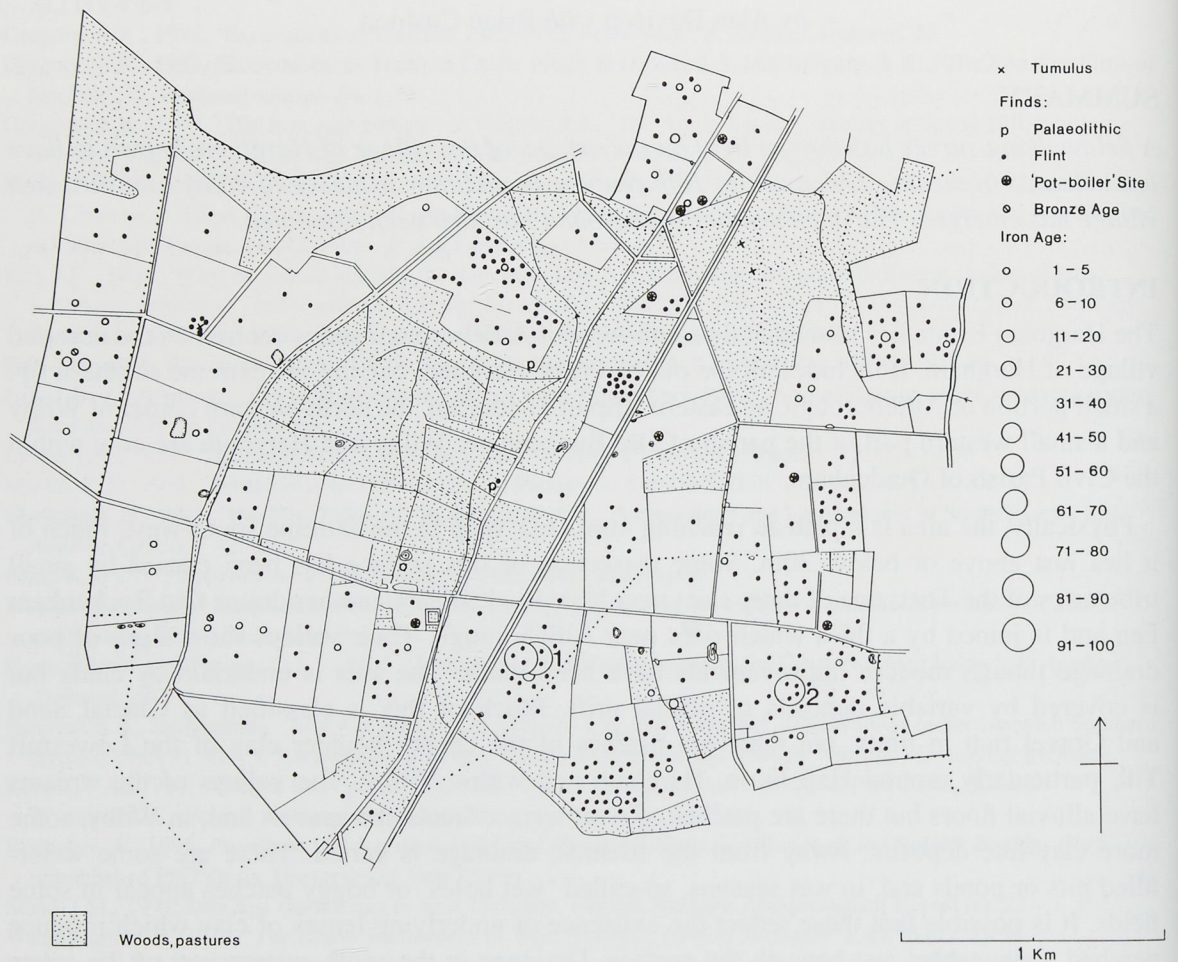 × Tumulus
Finds:
p Palaeolithic
Flint
'Pot-boiler' Site
Bronze Age
Iron Age:
1-5
6-10
11-20
21-30
31-40
41-50
51-60
61-70
71-80
81-90
91-100
p
p
1
2
Woods, pastures
1 Km